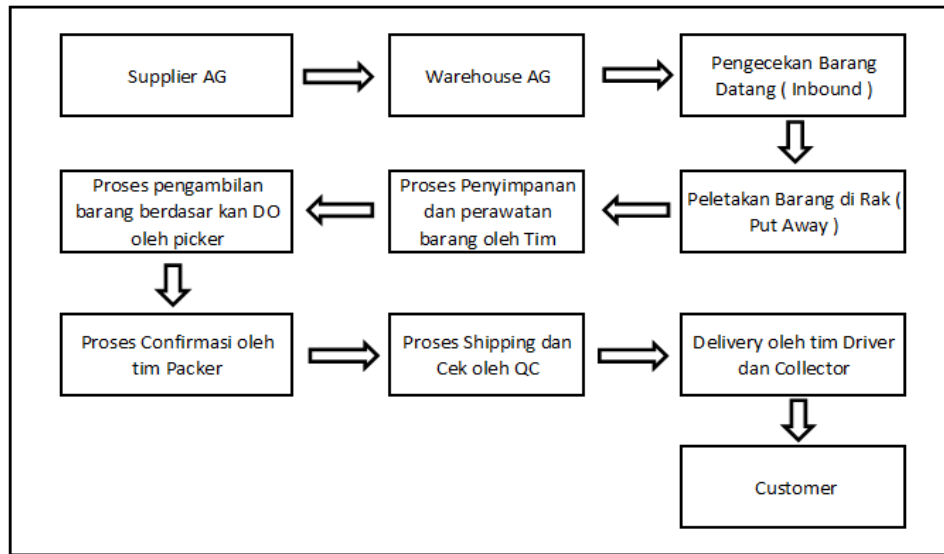 Supplier AG
Warehouse AG
Pengecekan Barang
Datang ( Inbound )
Peletakan Barang di Rak (
Put Away )
Proses Penyimpanan
dan perawatan
barang oleh Tim
Proses pengambilan
barang berdasar kan DO
oleh picker
Proses Confirmasi oleh
tim Packer
Proses Shipping dan
Cek oleh QC
Delivery oleh tim Driver
dan Collector
Customer